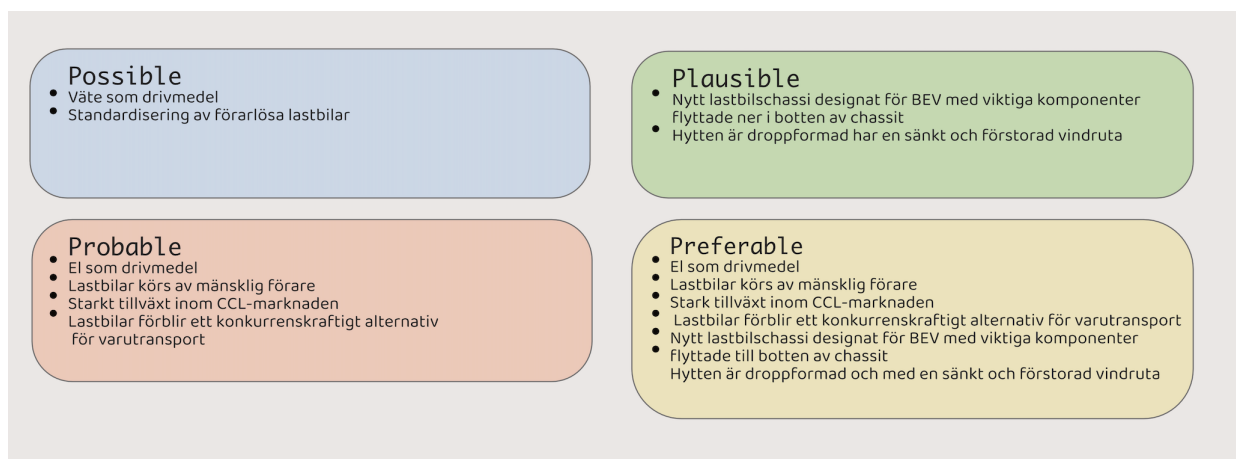 Possible
• Väte som drivmedel
• Standardisering av förarlösa lastbilar
Plausible
• Nytt lastbilschassi designat för BEV med viktiga komponenter
flyttade ner i botten av chassit
• Hytten är droppformad har en sänkt och förstorad vindruta
Probable
• El som drivmedel
• Lastbilar körs av mänsklig förare
• Starkt tillväxt inom CCL-marknaden
• Lastbilar förblir ett konkurrenskraftigt alternativ
för varutransport
Preferable
• El som drivmedel
• Lastbilar körs av mänsklig förare
• Stark tillväxt inom CCL-marknaden
• Lastbilar förblir ett konkurrenskraftigt alternativ för varutransport
• Nytt lastbilschassi designat för BEV med viktiga komponenter
• flyttade till botten av chassit
Hytten är droppformad och med en sänkt och förstorad vindruta